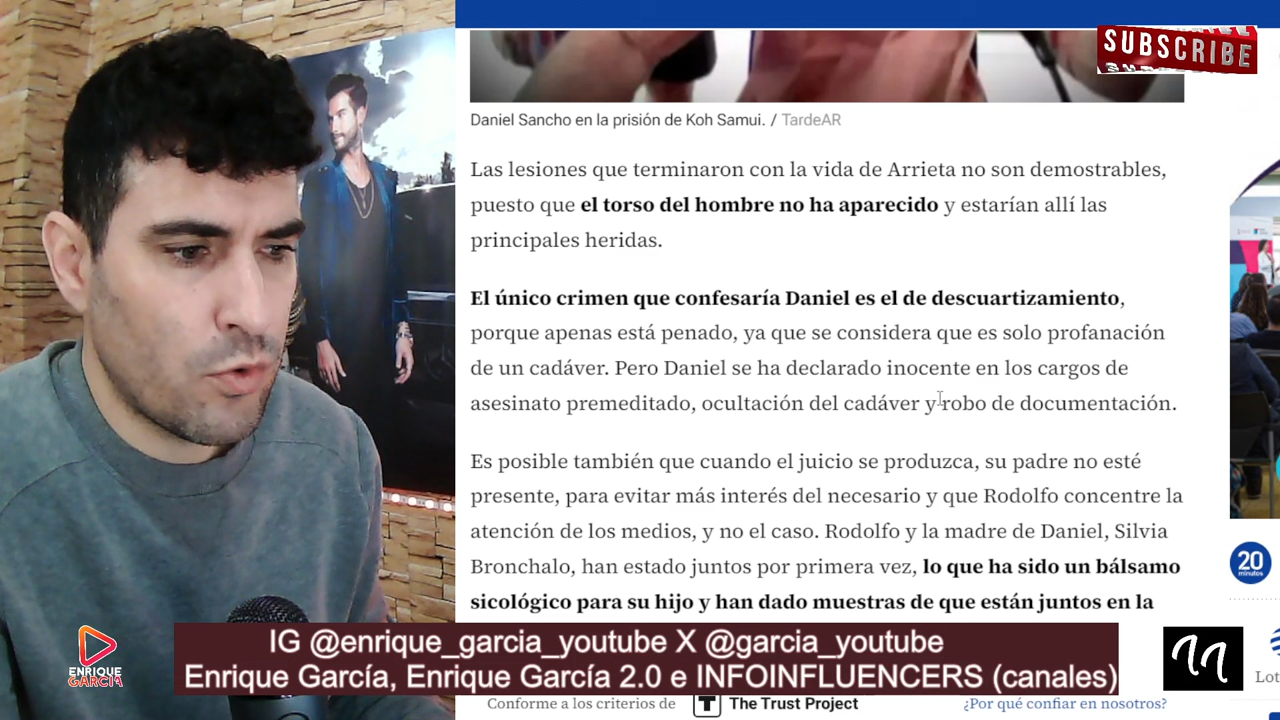 SUBSCRIBE
Daniel Sancho en la prisión de Koh Samui. / TardeAR
Las lesiones que terminaron con la vida de Arrieta no son demostrables,
puesto que el torso del hombre no ha aparecido y estarían allí las
principales heridas.
El único crimen que confesaría Daniel es el de descuartizamiento,
porque apenas está penado, ya que se considera que es solo profanación
de un cadáver. Pero Daniel se ha declarado inocente en los cargos de
asesinato premeditado, ocultación del cadáver y robo de documentación.
Es posible también que cuando el juicio se produzca, su padre no esté
presente, para evitar más interés del necesario y que Rodolfo concentre la
atención de los medios, y no el caso. Rodolfo y la madre de Daniel, Silvia
Bronchalo, han estado juntos por primera vez, lo que ha sido un bálsamo
sicológico para su hijo y han dado muestras de que están juntos en la
20
minutos
IG @enrique_garcia_youtube X @garcia_youtube
Enrique García, Enrique García 2.0 e INFOINFLUENCERS (canales)
ENRIQUE
GARCÍA
Lot
Conforme a los criterios de T The Trust Project
¿Por qué confiar en nosotros?